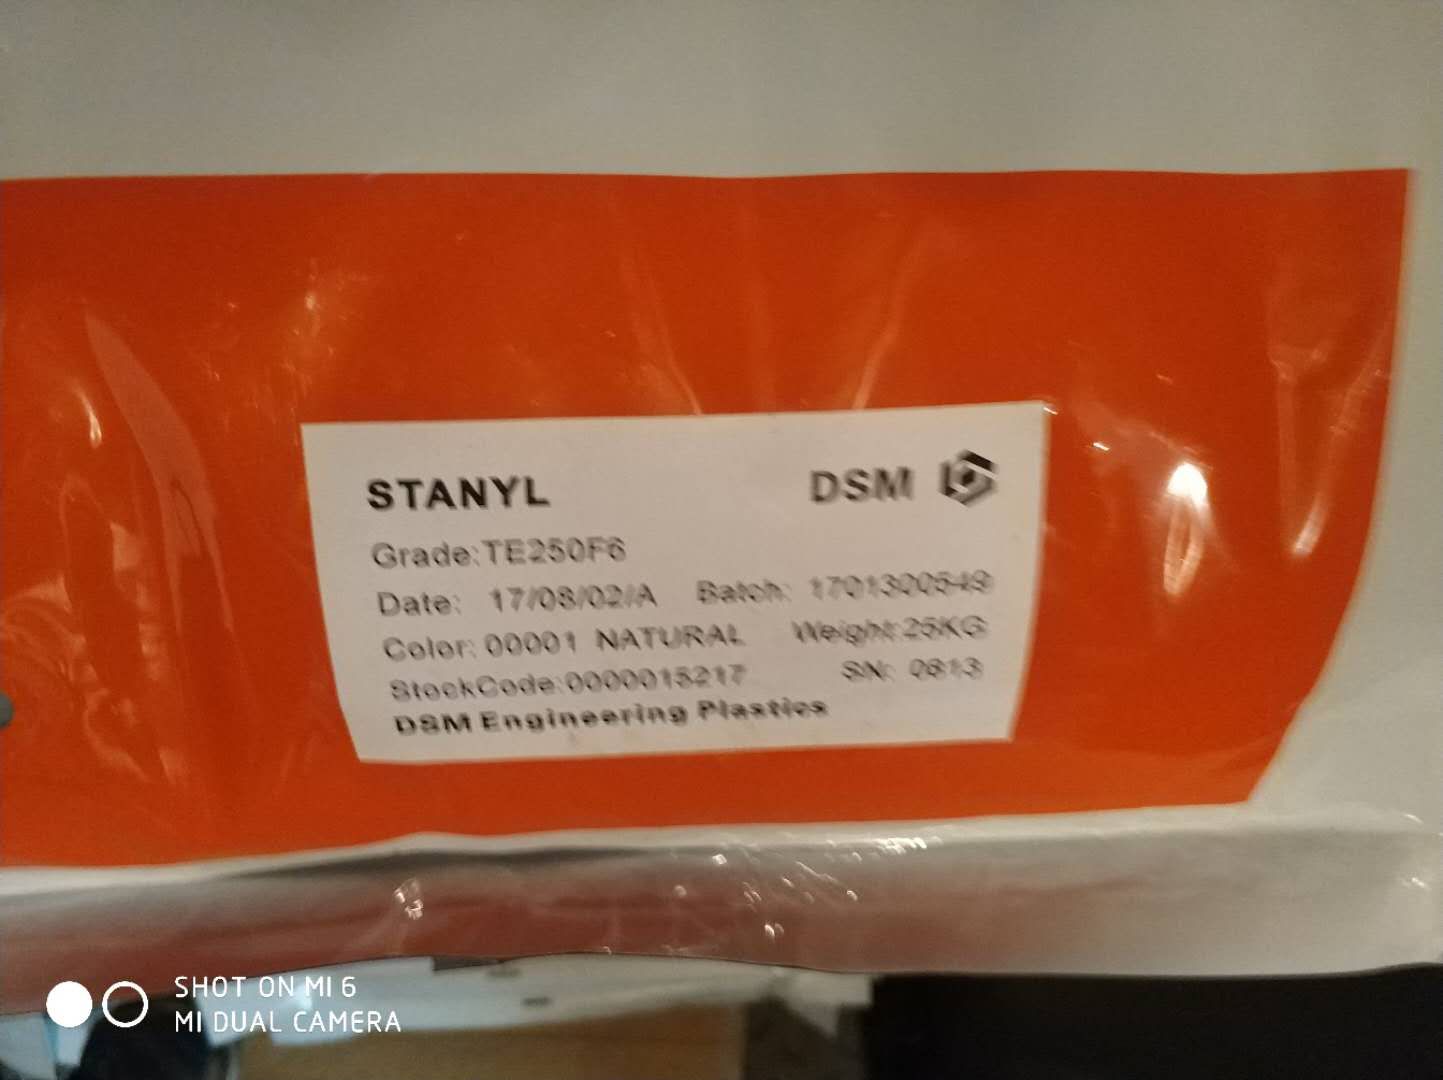 STANYL DSM
Grade:TE250F6
Date: 17/08/02/A Batch: 1701300549
Color: 00001 NATURAL Weight:25KG
StockCode:0000015217 SN: 0813
DSM Engineering Plastics
SHOT ON MI 6
MI DUAL CAMERA